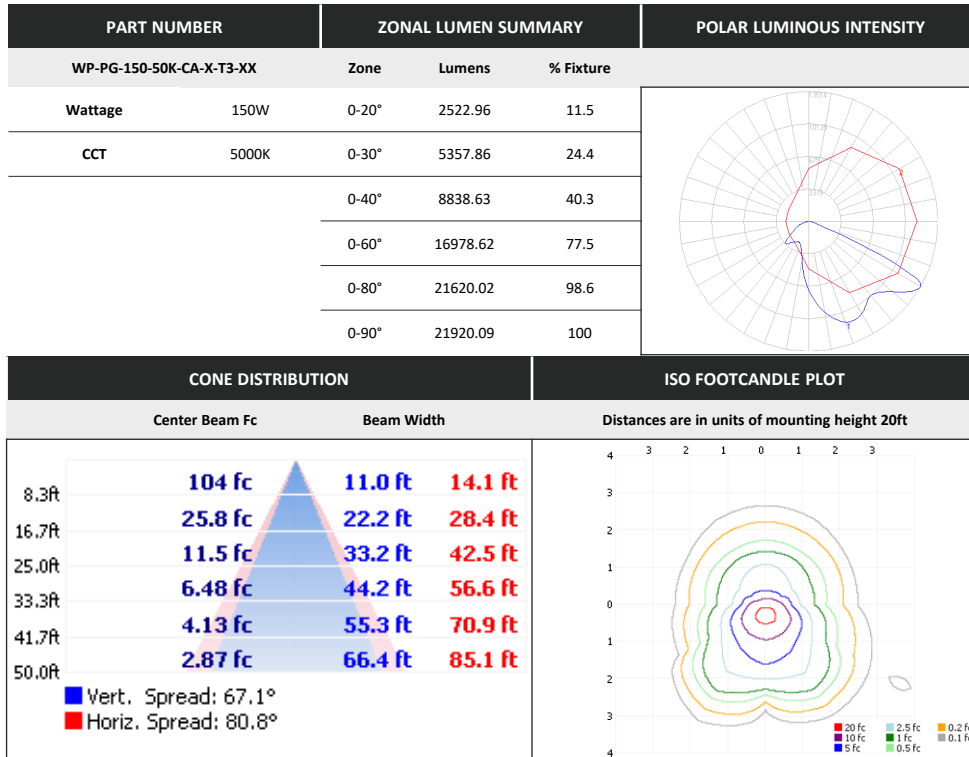 PART NUMBER
ZONAL LUMEN SUMMARY
POLAR LUMINOUS INTENSITY
WP-PG-150-50K-CA-X-T3-XX
Zone Lumens % Fixture
Wattage 150W
0-20° 2522.96 11.5
CCT 5000K
0-30° 5357.86 24.4
0-40° 8838.63 40.3
0-60° 16978.62 77.5
0-80° 21620.02 98.6
0-90° 21920.09 100
13514
10135
3378
2
1
CONE DISTRIBUTION
ISO FOOTCANDLE PLOT
Center Beam Fc Beam Width
Distances are in units of mounting height 20ft
8.3ft 104 fc 11.0 ft 14.1 ft
16.7ft 25.8 fc 22.2 ft 28.4 ft
25.0ft 11.5 fc 33.2 ft 42.5 ft
33.3ft 6.48 fc 44.2 ft 56.6 ft
41.7ft 4.13 fc 55.3 ft 70.9 ft
50.0ft 2.87 fc 66.4 ft 85.1 ft
Vert. Spread: 67.1°
Horiz. Spread: 80.8°
3 2 1 0 1 2 3
4
3
2
1
0
1
2
3
4
20 fc 2.5 fc 0.2 fc
10 fc 1 fc 0.1 fc
5 fc 0.5 fc